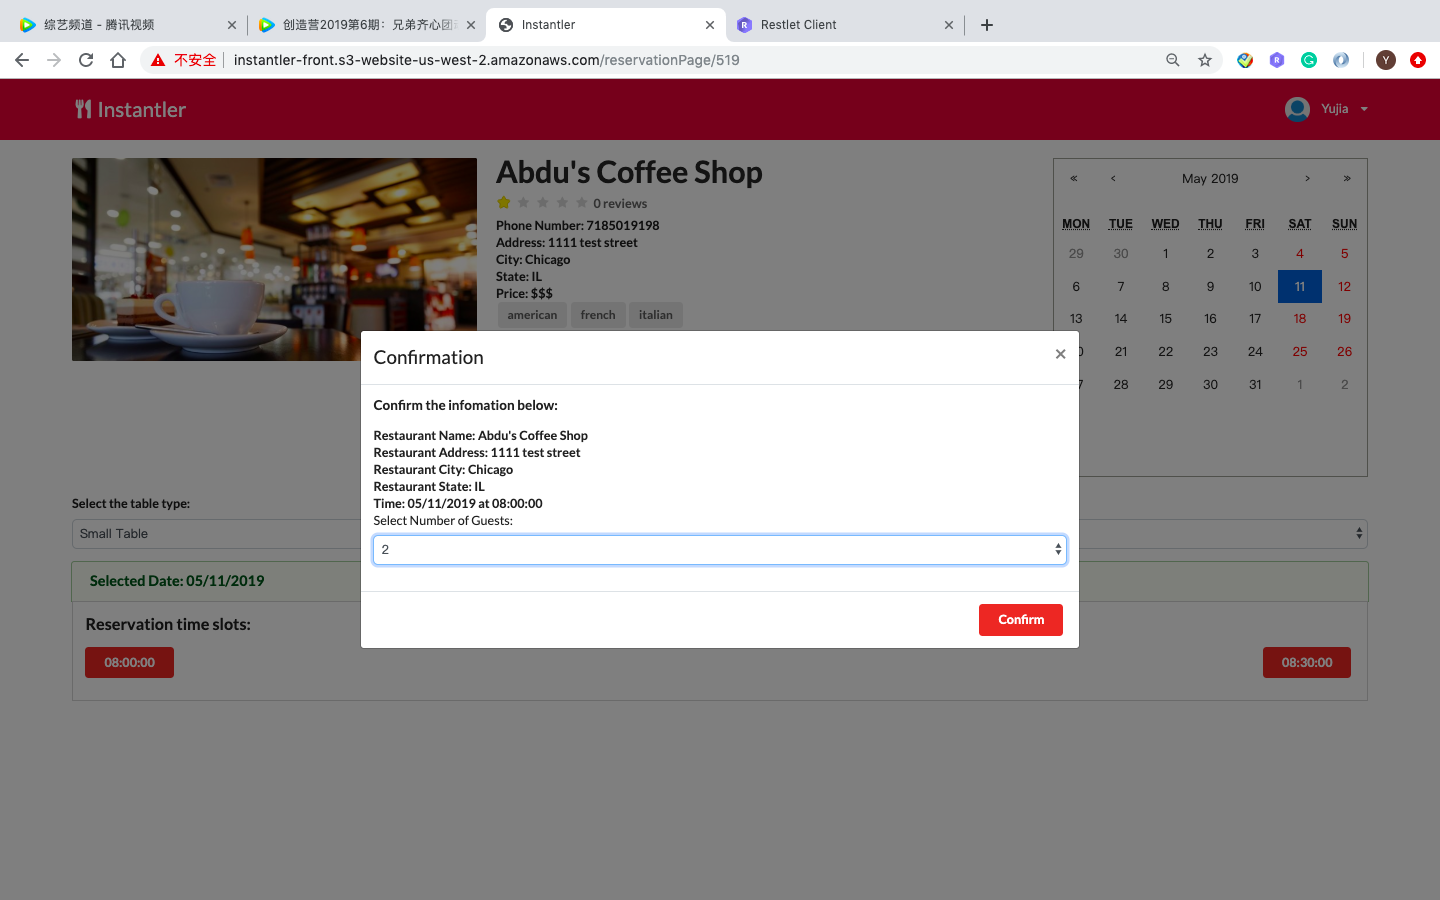 综艺频道 - 腾讯视频
创造营2019第6期：兄弟齐心团
Instantler
Restlet Client
不安全
instantler-front.s3-website-us-west-2.amazonaws.com/reservationPage/519
Y
Instantler
Yujia
Abdu's Coffee Shop
0 reviews
Phone Number: 7185019198
Address: 1111 test street
City: Chicago
State: IL
Price: $$$
american french italian
« ‹ May 2019 › »
MON TUE WED THU FRI SAT SUN
29 30 1 2 3 4 5
6 7 8 9 10 11 12
13 14 15 16 17 18 19
21 22 23 24 25 26
28 29 30 31 1 2
Confirmation
×
Confirm the infomation below:
Restaurant Name: Abdu's Coffee Shop
Restaurant Address: 1111 test street
Restaurant City: Chicago
Restaurant State: IL
Time: 05/11/2019 at 08:00:00
Select Number of Guests:
2
Confirm
Select the table type:
Small Table
Selected Date: 05/11/2019
Reservation time slots:
08:00:00 08:30:00